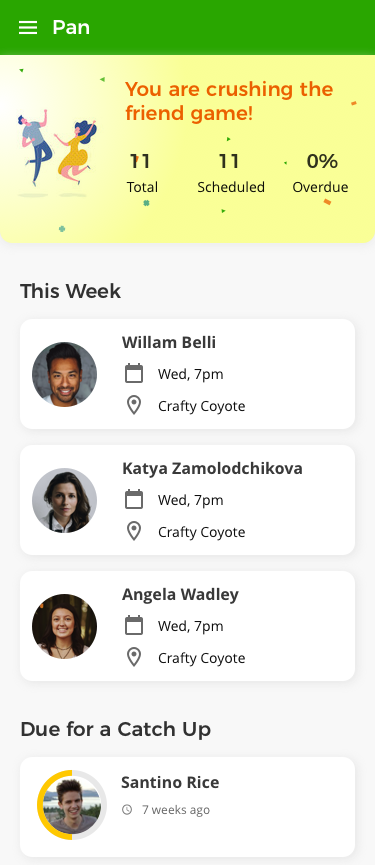 Pan
You are crushing the
friend game!
11 11 0%
Total Scheduled Overdue
This Week
Willam Belli
Wed, 7pm
Crafty Coyote
Katya Zamolodchikova
Wed, 7pm
Crafty Coyote
Angela Wadley
Wed, 7pm
Crafty Coyote
Due for a Catch Up
Santino Rice
7 weeks ago